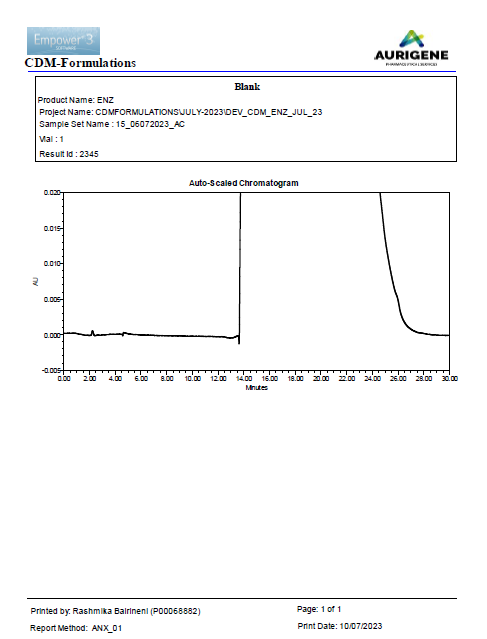 Empower 3
SOFTWARE
AURIGENE
PHARMACEUTICAL SERVICES
CDM-Formulations
Blank
Product Name: ENZ
Project Name: CDMFORMULATIONS\JULY-2023\DEV_CDM_ENZ_JUL_23
Sample Set Name : 15_06072023_AC
Vial : 1
Result Id : 2345
Auto-Scaled Chromatogram
0.020
0.015
0.010
0.005
0.000
-0.005
AU
0.00 2.00 4.00 6.00 8.00 10.00 12.00 14.00 16.00 18.00 20.00 22.00 24.00 26.00 28.00 30.00
Minutes
Printed by: Rashmika Bairineni (P00068882)
Page: 1 of 1
Report Method: ANX_01
Print Date: 10/07/2023